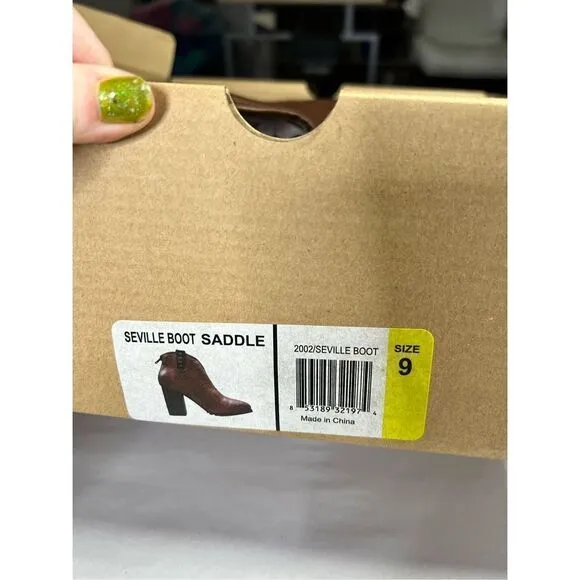 SEVILLE BOOT SADDLE
2002/SEVILLE BOOT
8 53189 32197 4
Made in China
SIZE
9